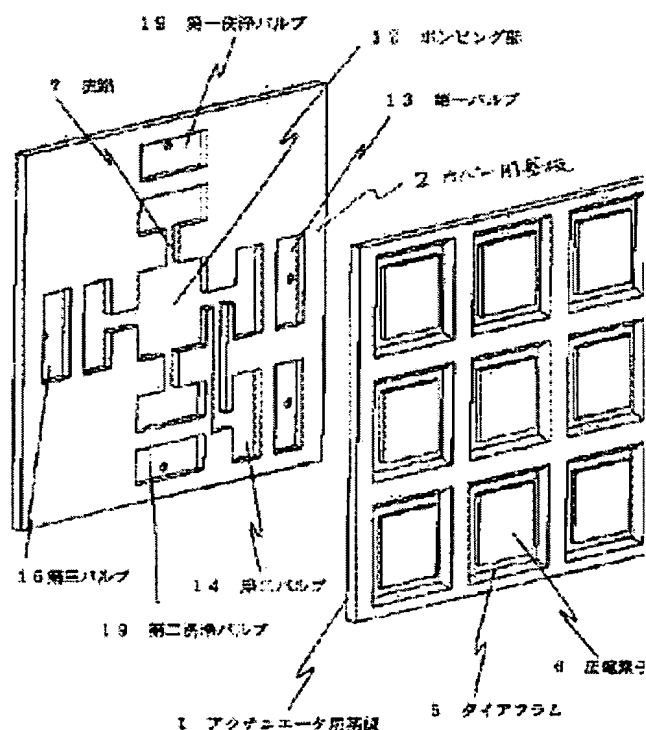 １９ 第一洗浄バルブ
１０ ポンピング部
７ 流路
１３ 第一バルブ
２ カバー用基板
１５第三バルブ
１４ 第二バルブ
１９ 第二洗浄バルブ
６ 圧電素子
５ ダイアフラム
１ アクチュエータ用基板